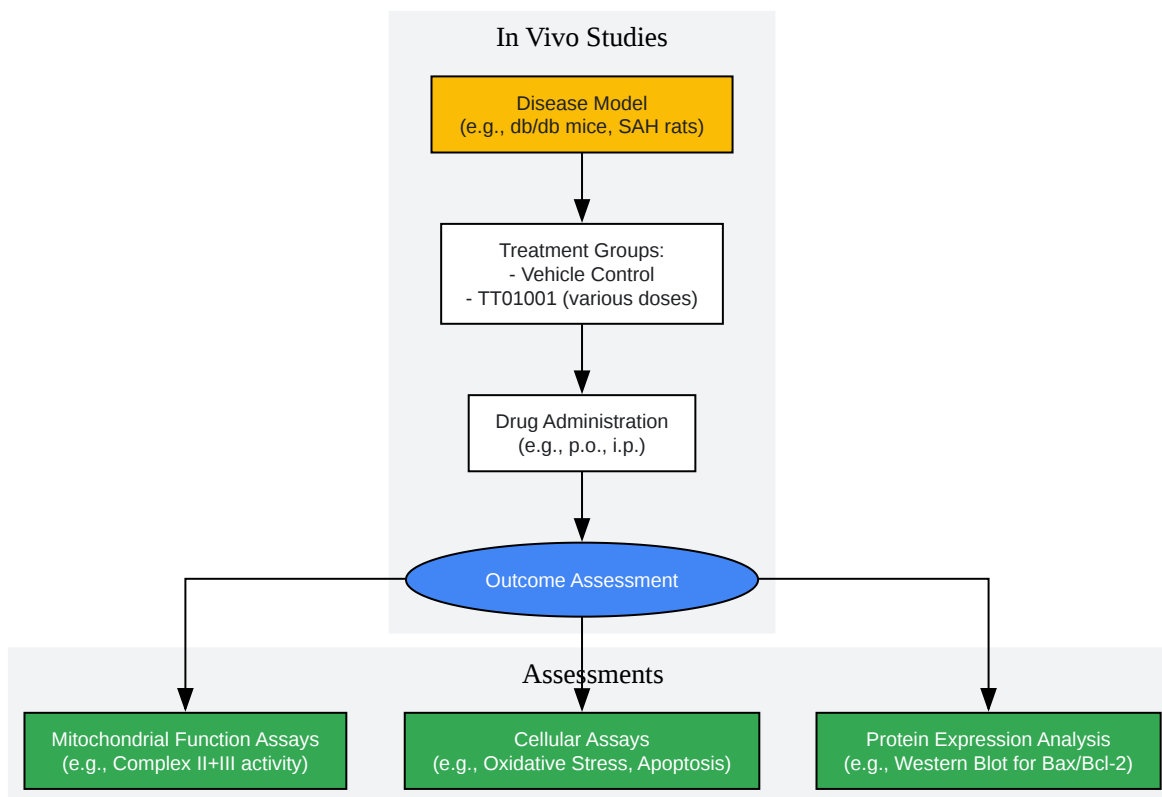 In Vivo Studies
Disease Model
(e.g., db/db mice, SAH rats)
Treatment Groups:
- Vehicle Control
- TT01001 (various doses)
Drug Administration
(e.g., p.o., i.p.)
Outcome Assessment
Assessments
Mitochondrial Function Assays
(e.g., Complex II+III activity)
Cellular Assays
(e.g., Oxidative Stress, Apoptosis)
Protein Expression Analysis
(e.g., Western Blot for Bax/Bcl-2)